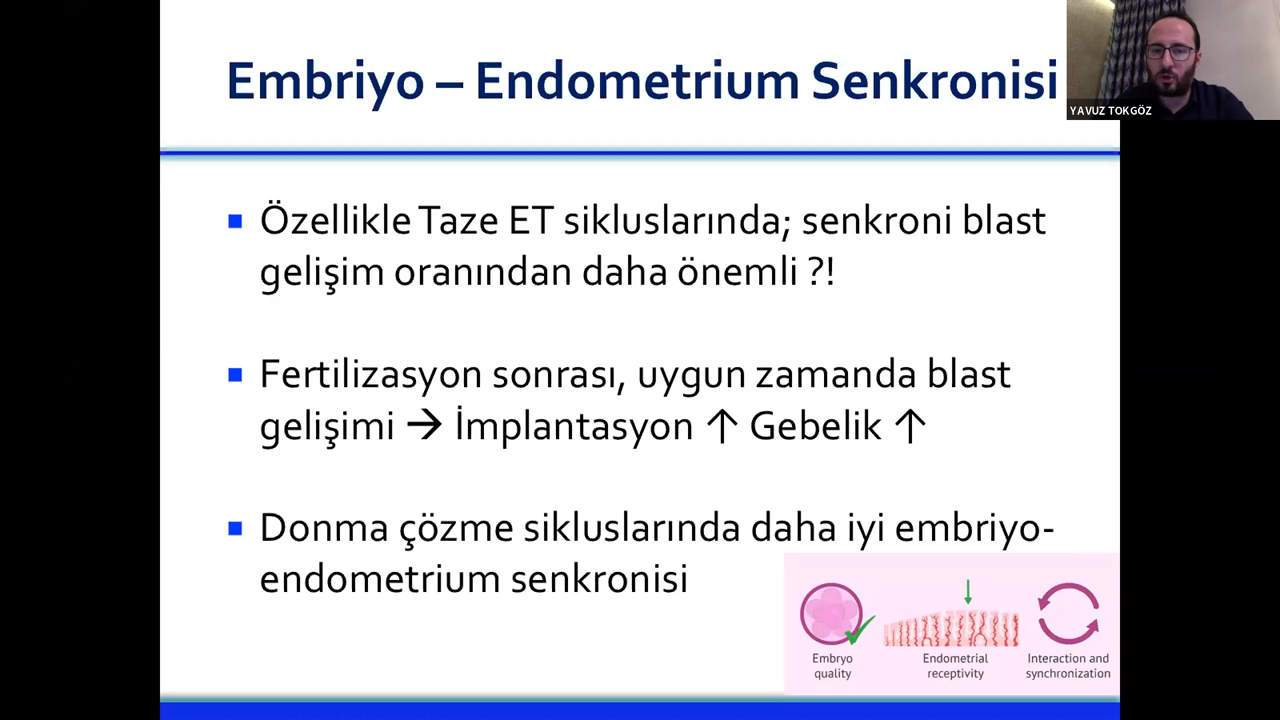 Embriyo – Endometrium Senkronisi
YAVUZ TOKGÖZ
▪ Özellikle Taze ET sikluslarında; senkroni blast
gelişim oranından daha önemli ?!
▪ Fertilizasyon sonrası, uygun zamanda blast
gelişimi → İmplantasyon ↑ Gebelik ↑
▪ Donma çözme sikluslarında daha iyi embriyo-
endometrium senkronisi
Embryo
quality
Endometrial
receptivity
Interaction and
synchronization